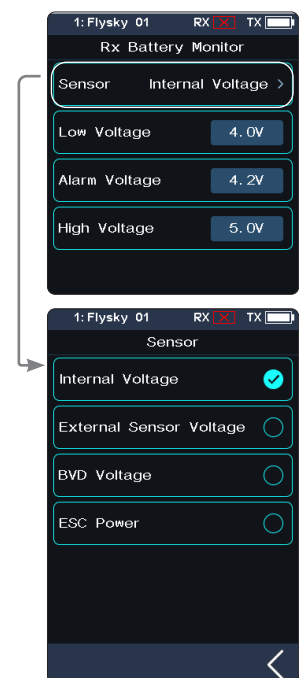 1: Flysky 01 RX TX
Rx Battery Monitor
Sensor Internal Voltage >
Low Voltage 4.0V
Alarm Voltage 4.2V
High Voltage 5.0V
1: Flysky 01 RX TX
Sensor
Internal Voltage
External Sensor Voltage
BVD Voltage
ESC Power